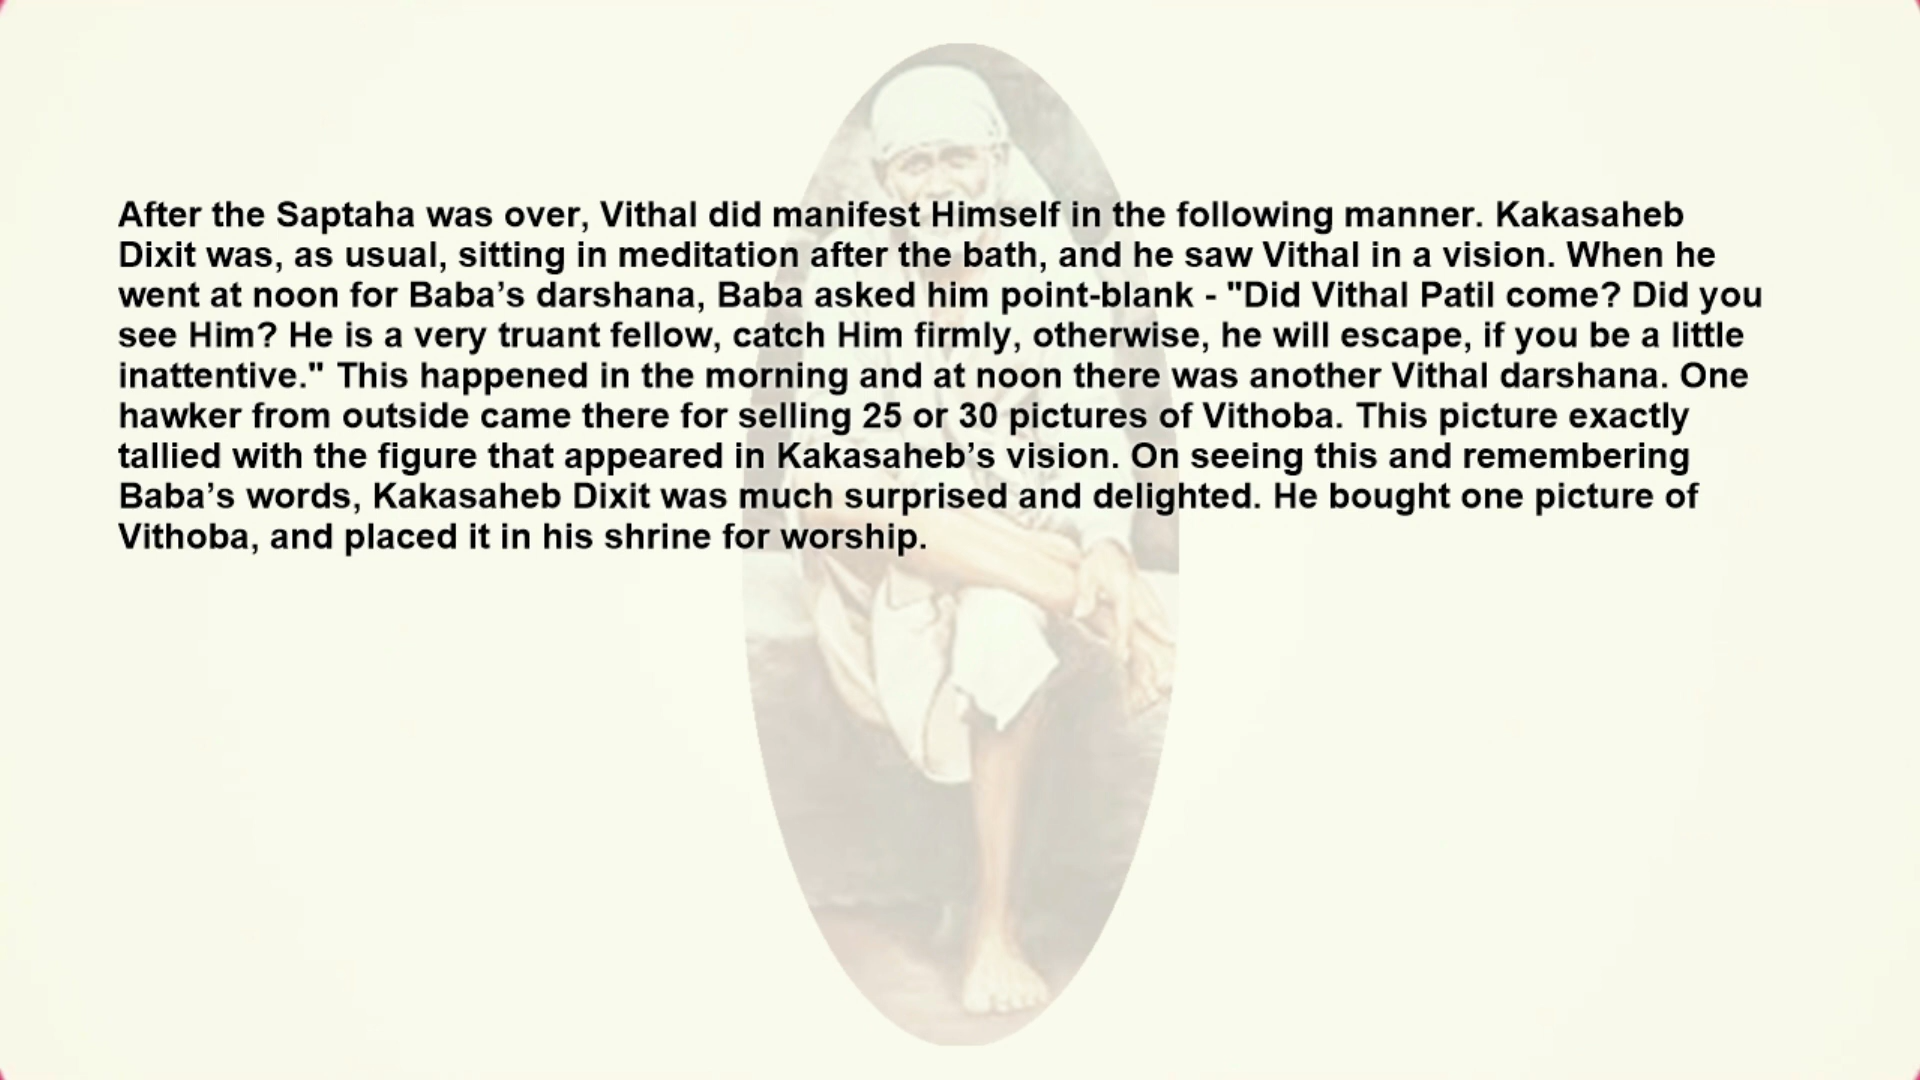 After the Saptaha was over, Vithal did manifest Himself in the following manner. Kakasaheb
Dixit was, as usual, sitting in meditation after the bath, and he saw Vithal in a vision. When he
went at noon for Baba’s darshana, Baba asked him point-blank - "Did Vithal Patil come? Did you
see Him? He is a very truant fellow, catch Him firmly, otherwise, he will escape, if you be a little
inattentive." This happened in the morning and at noon there was another Vithal darshana. One
hawker from outside came there for selling 25 or 30 pictures of Vithoba. This picture exactly
tallied with the figure that appeared in Kakasaheb’s vision. On seeing this and remembering
Baba’s words, Kakasaheb Dixit was much surprised and delighted. He bought one picture of
Vithoba, and placed it in his shrine for worship.